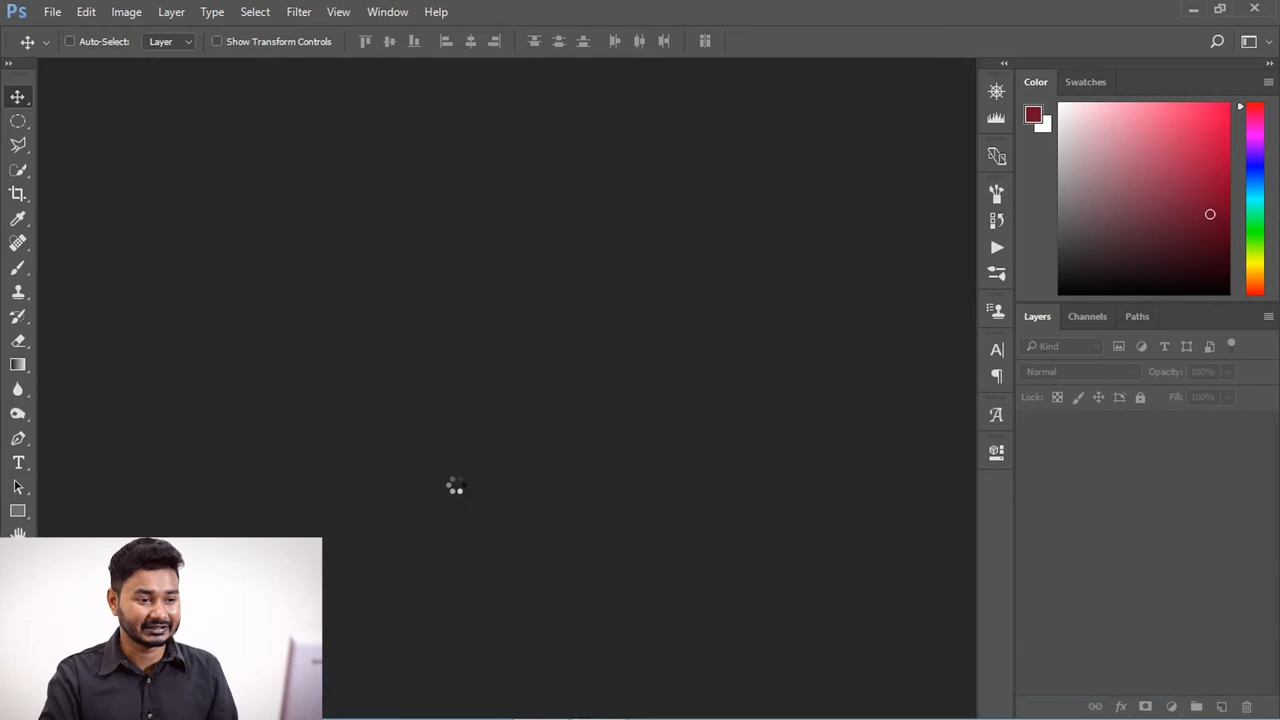 Ps File Edit Image Layer Type Select Filter View Window Help
Auto-Select: Layer Show Transform Controls
Color Swatches
Layers Channels Paths
Kind
Normal Opacity: 100%
Lock: Fill: 100%